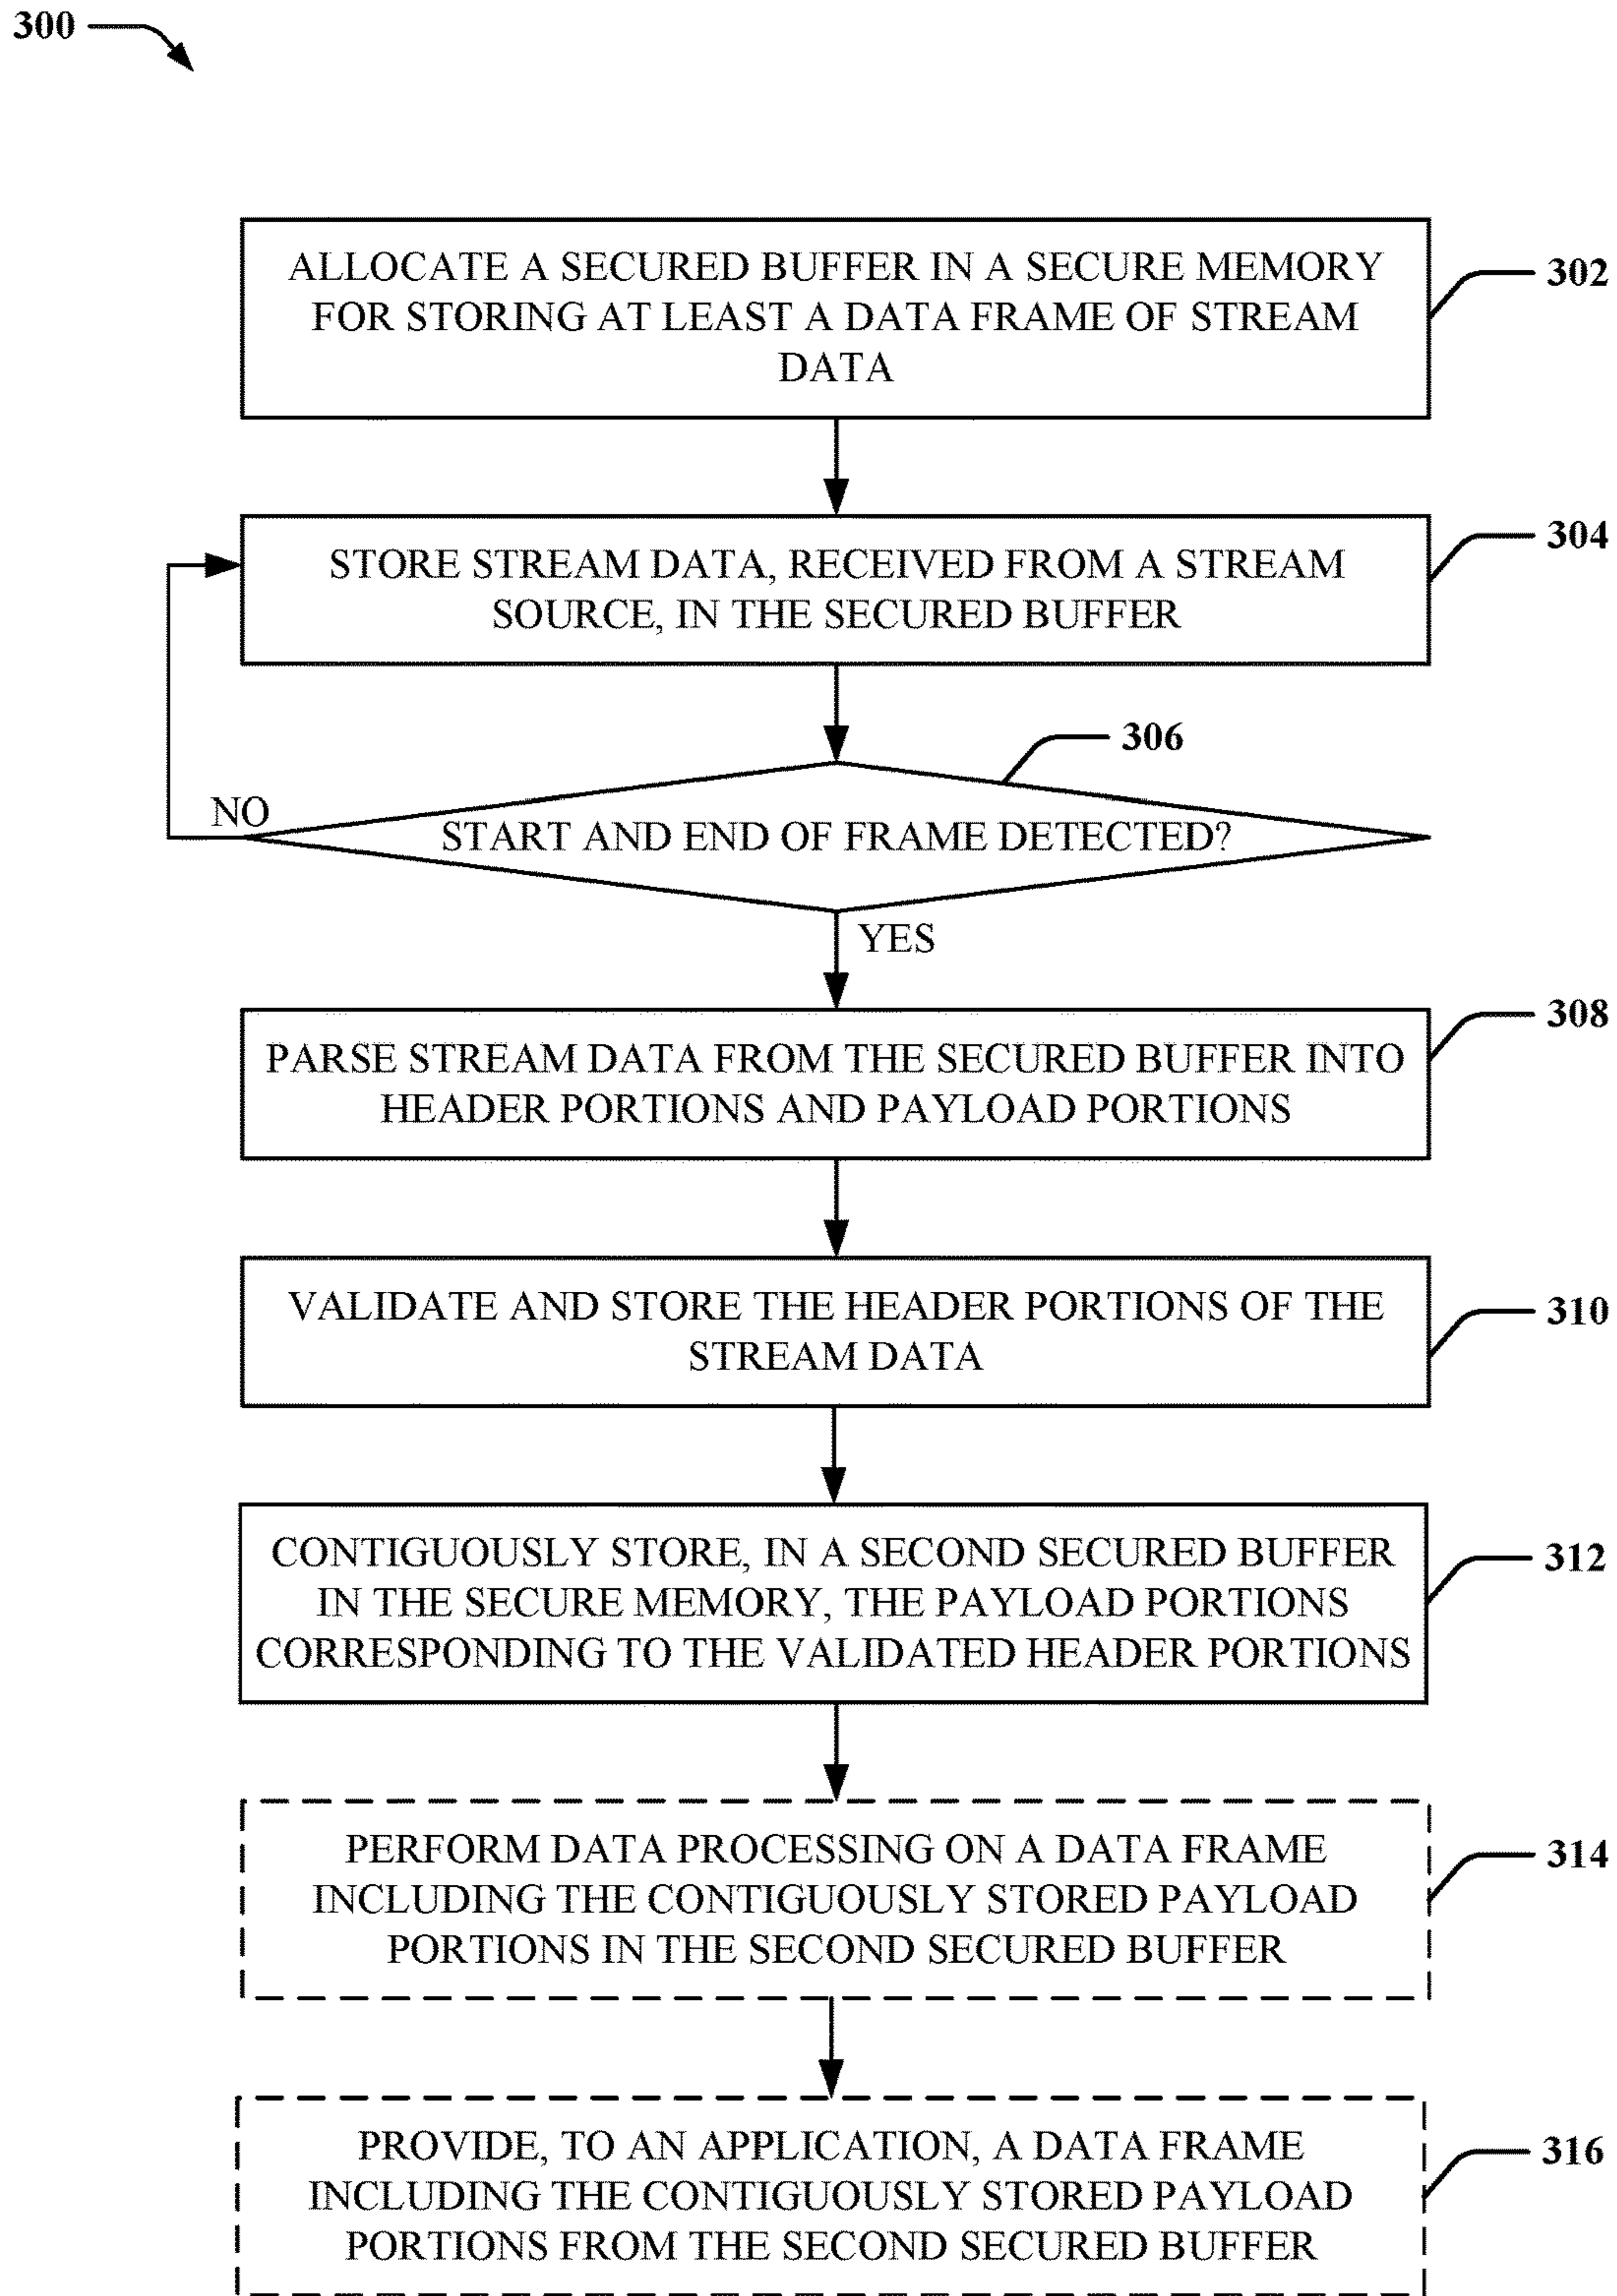 300
ALLOCATE A SECURED BUFFER IN A SECURE MEMORY
FOR STORING AT LEAST A DATA FRAME OF STREAM
DATA
302
STORE STREAM DATA, RECEIVED FROM A STREAM
SOURCE, IN THE SECURED BUFFER
304
306
NO
START AND END OF FRAME DETECTED?
YES
PARSE STREAM DATA FROM THE SECURED BUFFER INTO
HEADER PORTIONS AND PAYLOAD PORTIONS
308
VALIDATE AND STORE THE HEADER PORTIONS OF THE
STREAM DATA
310
CONTIGUOUSLY STORE, IN A SECOND SECURED BUFFER
IN THE SECURE MEMORY, THE PAYLOAD PORTIONS
CORRESPONDING TO THE VALIDATED HEADER PORTIONS
312
PERFORM DATA PROCESSING ON A DATA FRAME
INCLUDING THE CONTIGUOUSLY STORED PAYLOAD
PORTIONS IN THE SECOND SECURED BUFFER
314
PROVIDE, TO AN APPLICATION, A DATA FRAME
INCLUDING THE CONTIGUOUSLY STORED PAYLOAD
PORTIONS FROM THE SECOND SECURED BUFFER
316